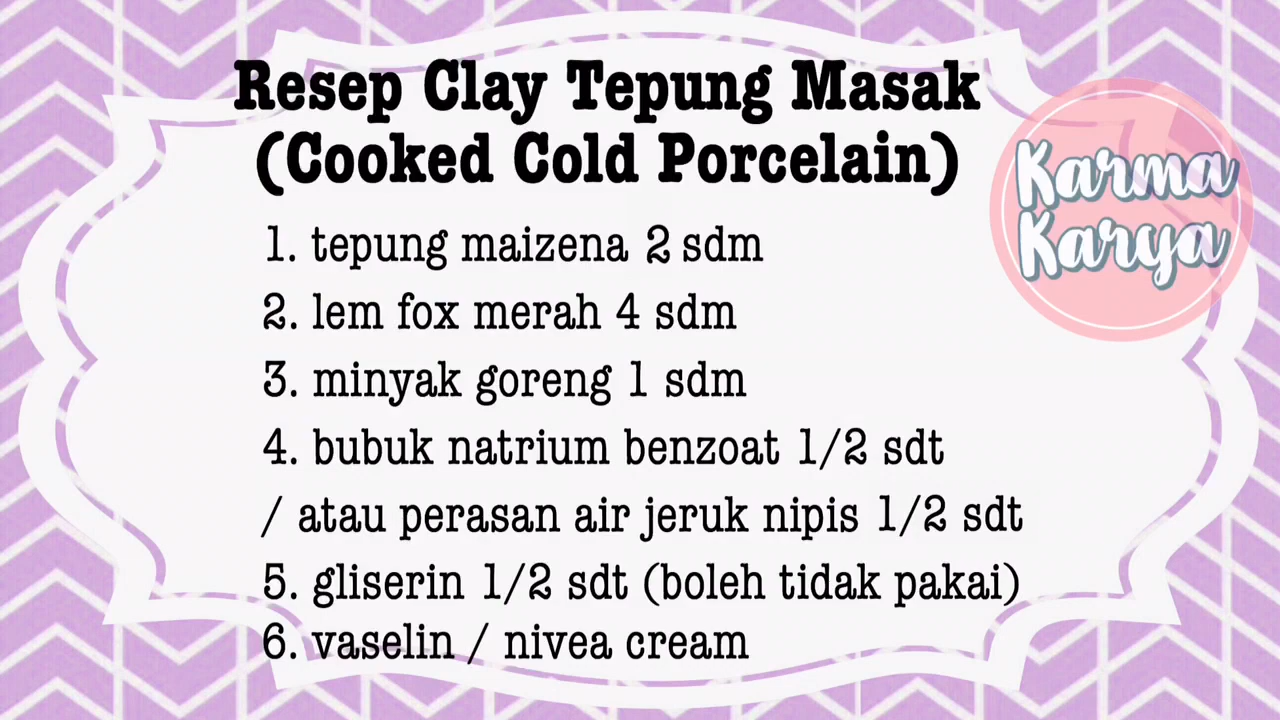 Resep Clay Tepung Masak
(Cooked Cold Porcelain)
Karma
Karya
1. tepung maizena 2 sdm
2. lem fox merah 4 sdm
3. minyak goreng 1 sdm
4. bubuk natrium benzoat 1/2 sdt
/ atau perasan air jeruk nipis 1/2 sdt
5. gliserin 1/2 sdt (boleh tidak pakai)
6. vaselin / nivea cream